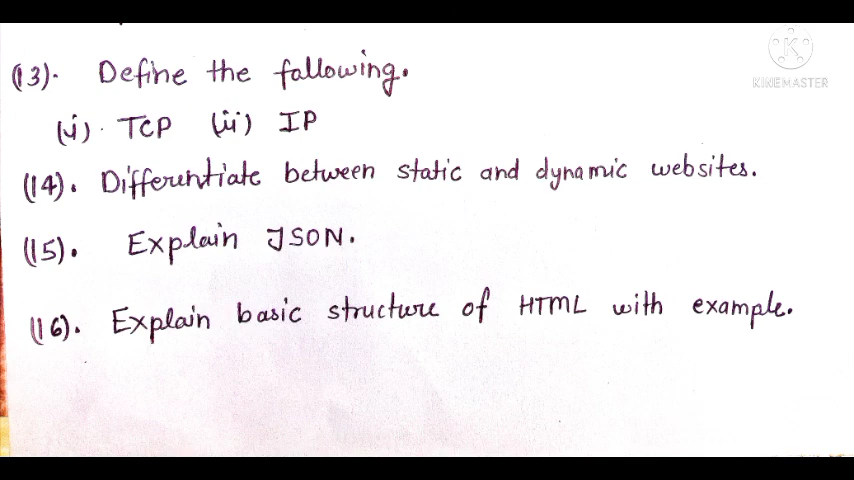 KINEMASTER
(13). Define the following.
(i). TCP (ii) IP
(14). Differentiate between static and dynamic websites.
(15). Explain JSON.
(16). Explain basic structure of HTML with example.